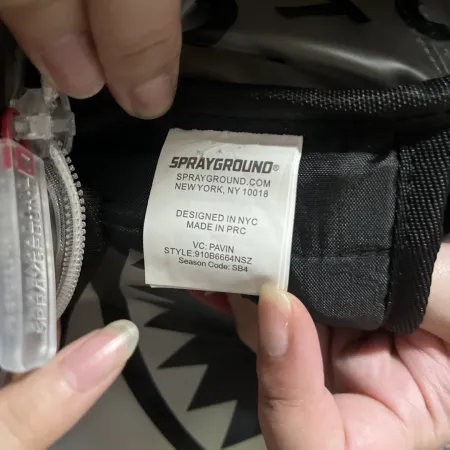 SPRAYGROUND®
SPRAYGROUND.COM
NEW YORK, NY 10018
DESIGNED IN NYC
MADE IN PRC
VC: PAVIN
STYLE:910B6664NSZ
Season Code: SB4
SPRAYGROUND